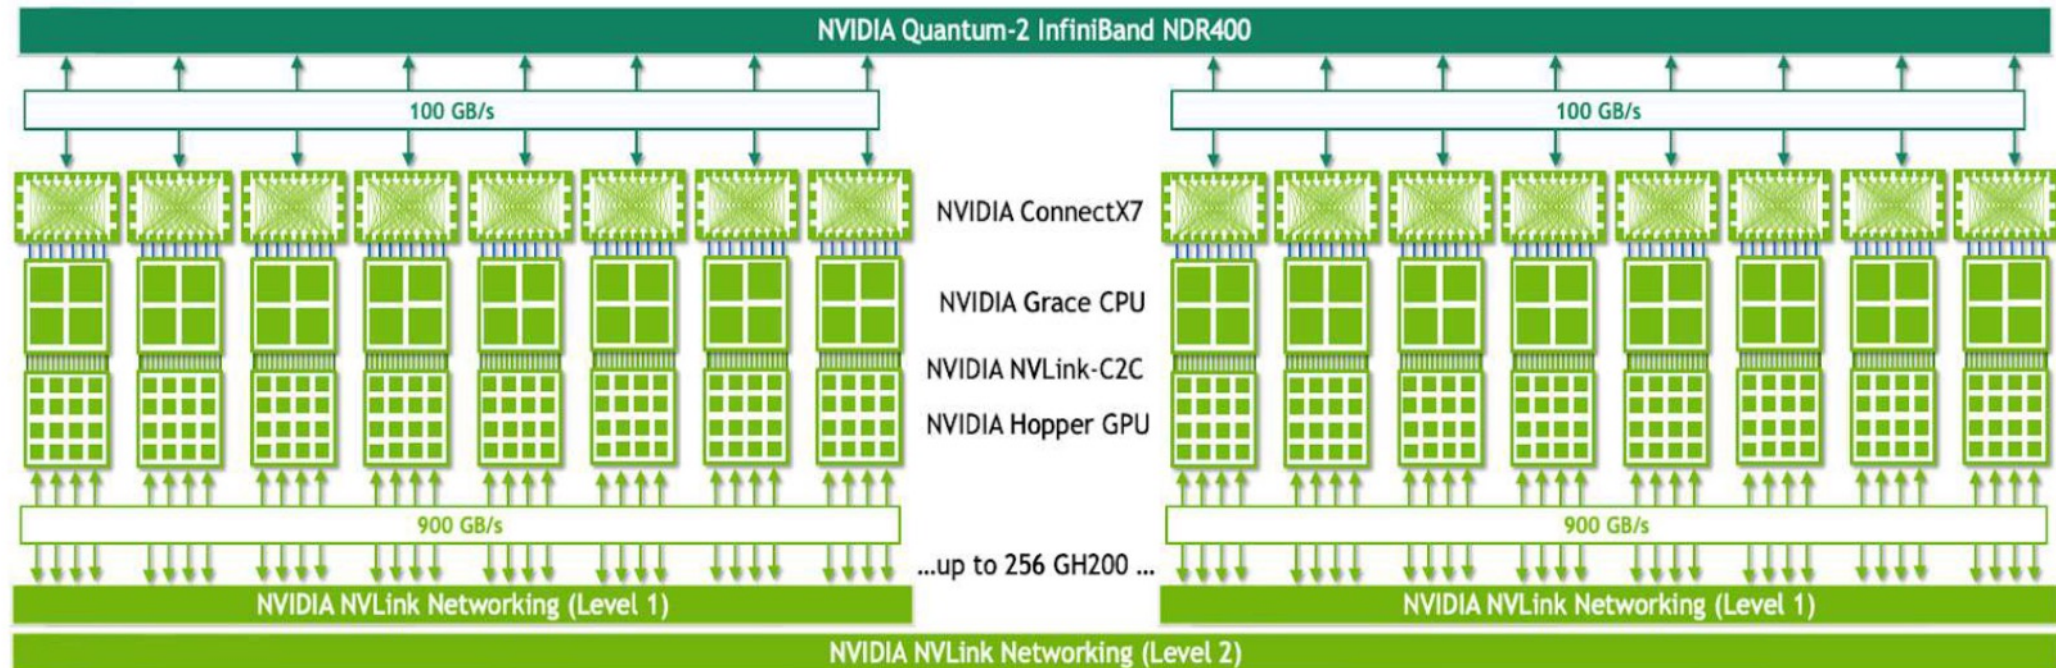 NVIDIA Quantum-2 InfiniBand NDR400
100 GB/s
100 GB/s
NVIDIA ConnectX7
NVIDIA Grace CPU
NVIDIA NVLink-C2C
NVIDIA Hopper GPU
900 GB/s
900 GB/s
...up to 256 GH200 ...
NVIDIA NVLink Networking (Level 1)
NVIDIA NVLink Networking (Level 1)
NVIDIA NVLink Networking (Level 2)